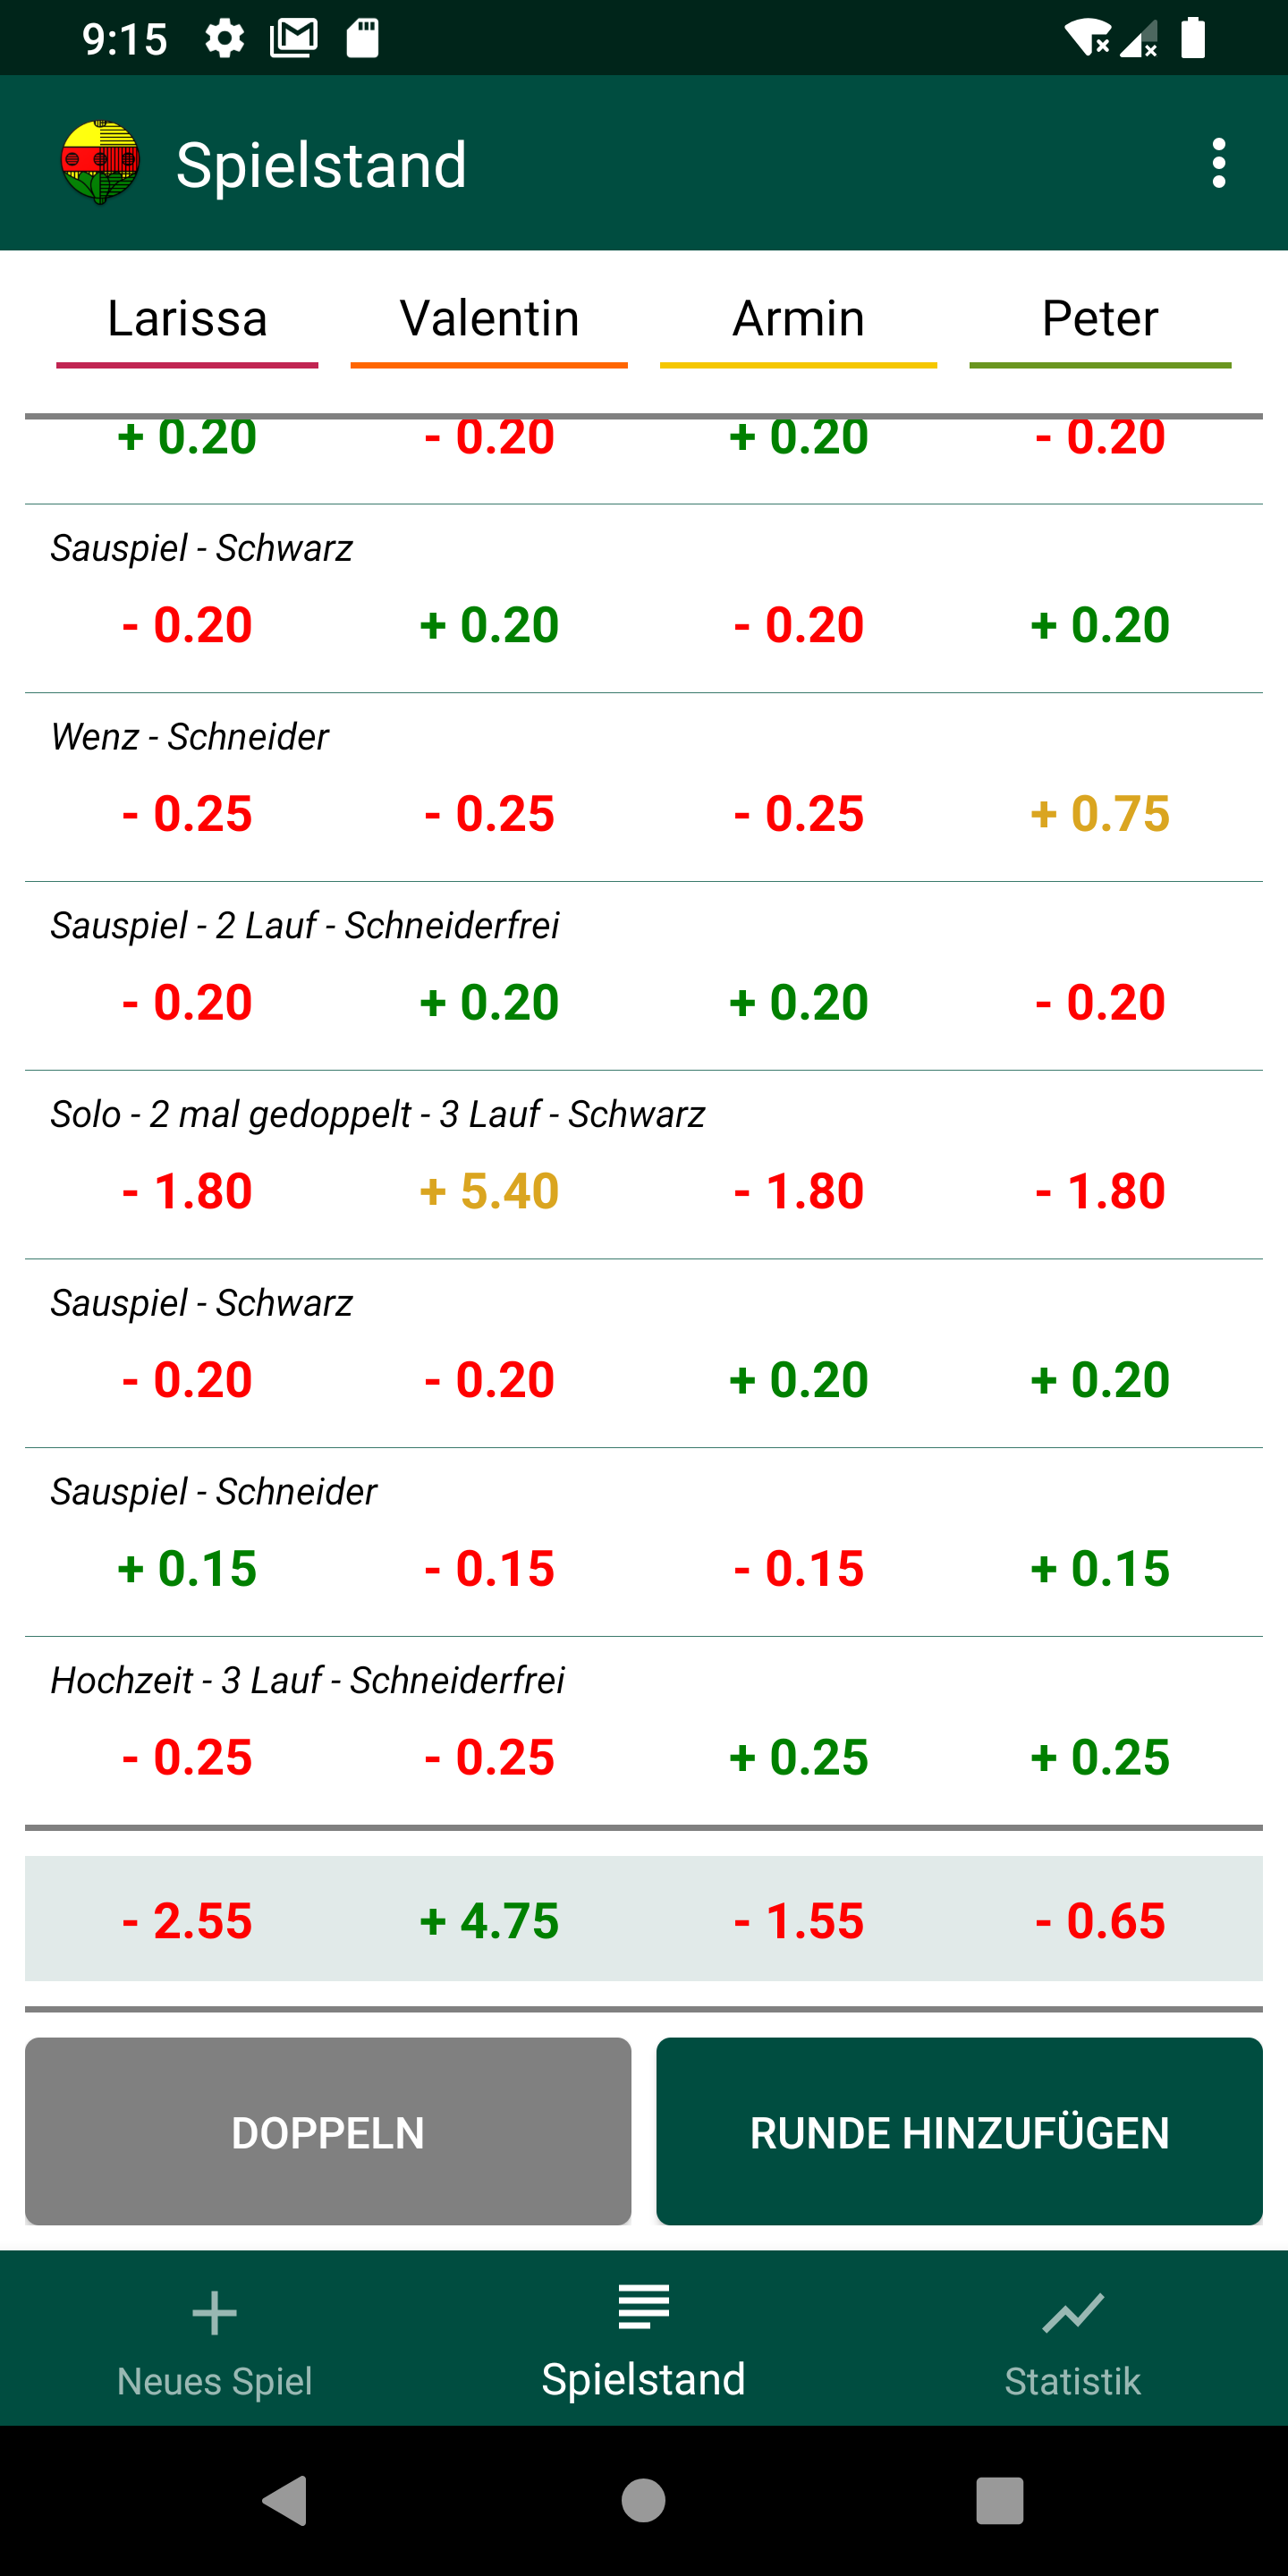 9:15
Spielstand
Larissa Valentin Armin Peter
+ 0.20 - 0.20 + 0.20 - 0.20
Sauspiel - Schwarz
- 0.20 + 0.20 - 0.20 + 0.20
Wenz - Schneider
- 0.25 - 0.25 - 0.25 + 0.75
Sauspiel - 2 Lauf - Schneiderfrei
- 0.20 + 0.20 + 0.20 - 0.20
Solo - 2 mal gedoppelt - 3 Lauf - Schwarz
- 1.80 + 5.40 - 1.80 - 1.80
Sauspiel - Schwarz
- 0.20 - 0.20 + 0.20 + 0.20
Sauspiel - Schneider
+ 0.15 - 0.15 - 0.15 + 0.15
Hochzeit - 3 Lauf - Schneiderfrei
- 0.25 - 0.25 + 0.25 + 0.25
- 2.55 + 4.75 - 1.55 - 0.65
DOPPELN RUNDE HINZUFÜGEN
Neues Spiel Spielstand Statistik